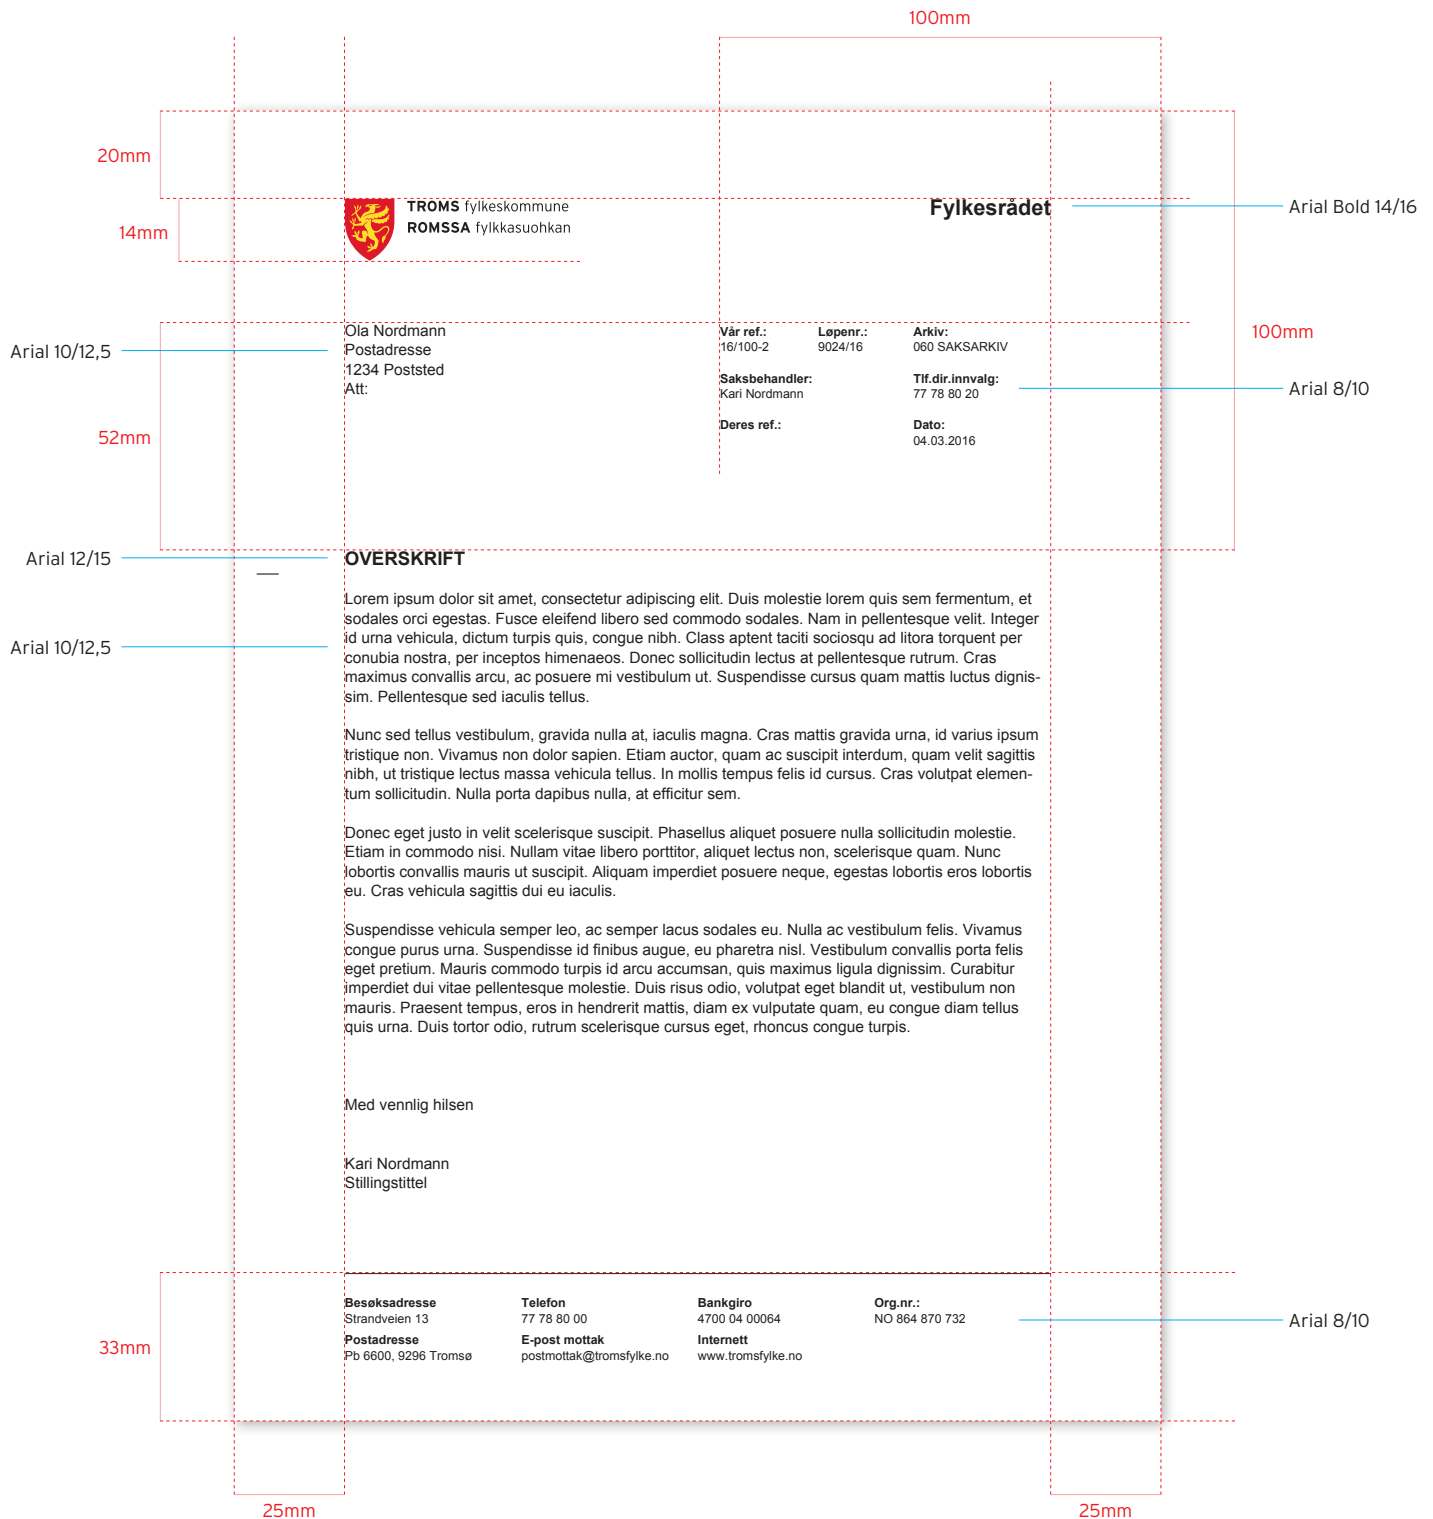 100mm
20mm
TROMS fylkeskommune
ROMSSA fylkkasuohkan
Fylkesrådet
Arial Bold 14/16
14mm
Ola Nordmann
Postadresse
1234 Poststed
Att:
Arial 10/12,5
Vår ref.: Løpenr.: Arkiv:
16/100-2 9024/16 060 SAKSARKIV
Saksbehandler: Tlf.dir.innvalg:
Kari Nordmann 77 78 80 20
Deres ref.: Dato:
04.03.2016
100mm
Arial 8/10
52mm
Arial 12/15
OVERSKRIFT
Arial 10/12,5
Lorem ipsum dolor sit amet, consectetur adipiscing elit. Duis molestie lorem quis sem fermentum, et
sodales orci egestas. Fusce eleifend libero sed commodo sodales. Nam in pellentesque velit. Integer
id urna vehicula, dictum turpis quis, congue nibh. Class aptent taciti sociosqu ad litora torquent per
conubia nostra, per inceptos himenaeos. Donec sollicitudin lectus at pellentesque rutrum. Cras
maximus convallis arcu, ac posuere mi vestibulum ut. Suspendisse cursus quam mattis luctus dignis-
sim. Pellentesque sed iaculis tellus.
Nunc sed tellus vestibulum, gravida nulla at, iaculis magna. Cras mattis gravida urna, id varius ipsum
tristique non. Vivamus non dolor sapien. Etiam auctor, quam ac suscipit interdum, quam velit sagittis
nibh, ut tristique lectus massa vehicula tellus. In mollis tempus felis id cursus. Cras volutpat elemen-
tum sollicitudin. Nulla porta dapibus nulla, at efficitur sem.
Donec eget justo in velit scelerisque suscipit. Phasellus aliquet posuere nulla sollicitudin molestie.
Etiam in commodo nisi. Nullam vitae libero porttitor, aliquet lectus non, scelerisque quam. Nunc
lobortis convallis mauris ut suscipit. Aliquam imperdiet posuere neque, egestas lobortis eros lobortis
eu. Cras vehicula sagittis dui eu iaculis.
Suspendisse vehicula semper leo, ac semper lacus sodales eu. Nulla ac vestibulum felis. Vivamus
congue purus urna. Suspendisse id finibus augue, eu pharetra nisl. Vestibulum convallis porta felis
eget pretium. Mauris commodo turpis id arcu accumsan, quis maximus ligula dignissim. Curabitur
imperdiet dui vitae pellentesque molestie. Duis risus odio, volutpat eget blandit ut, vestibulum non
mauris. Praesent tempus, eros in hendrerit mattis, diam ex vulputate quam, eu congue diam tellus
quis urna. Duis tortor odio, rutrum scelerisque cursus eget, rhoncus congue turpis.
Med vennlig hilsen
Kari Nordmann
Stillingstittel
Besøksadresse Telefon Bankgiro Org.nr.:
Strandveien 13 77 78 80 00 4700 04 00064 NO 864 870 732
Postadresse E-post mottak Internett
Pb 6600, 9296 Tromsø postmottak@tromsfylke.no www.tromsfylke.no
Arial 8/10
33mm
25mm
25mm